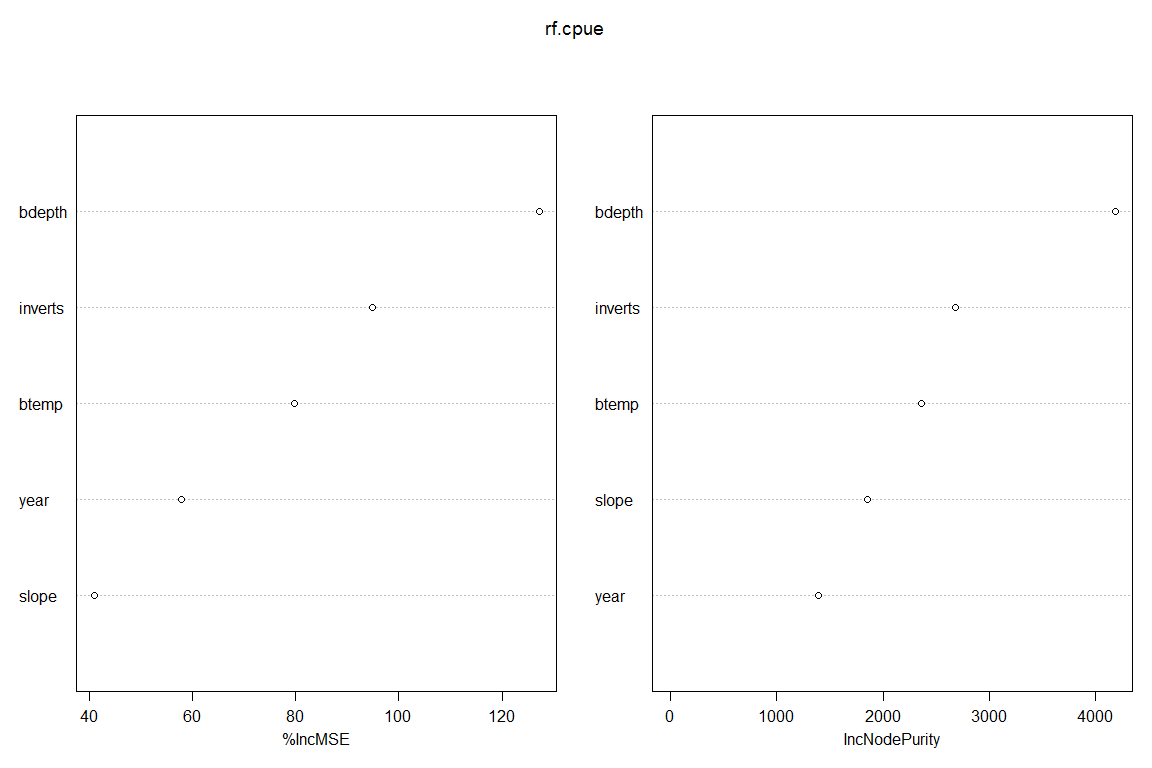 rf.cpue
bdepth
inverts
btemp
year
slope
40 60 80 100 120
%IncMSE
bdepth
inverts
btemp
slope
year
0 1000 2000 3000 4000
IncNodePurity